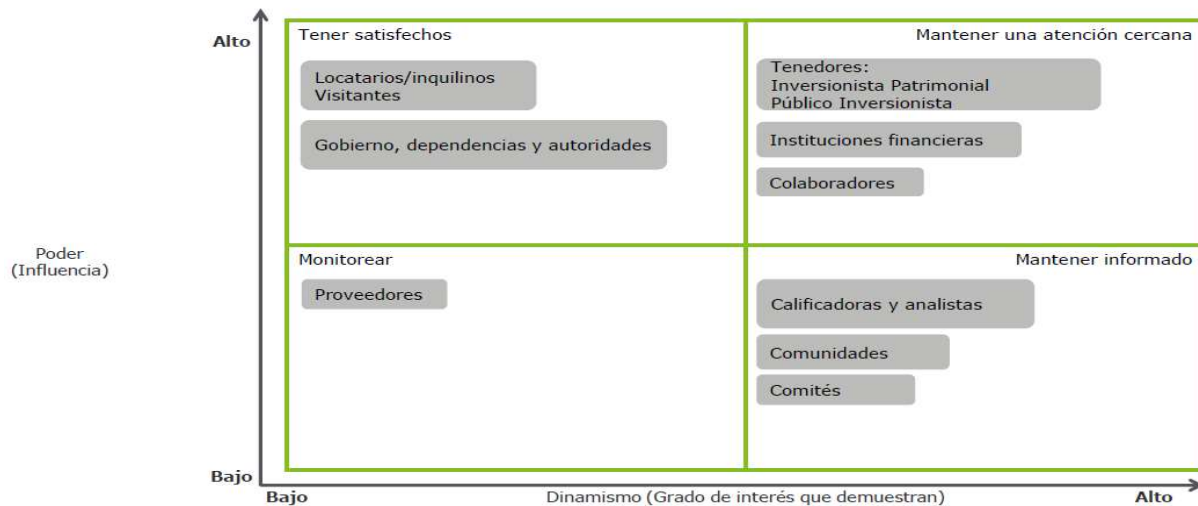 Alto
Tener satisfechos
Locatarios/inquilinos
Visitantes
Gobierno, dependencias y autoridades
Mantener una atención cercana
Tenedores:
Inversionista Patrimonial
Público Inversionista
Instituciones financieras
Colaboradores
Poder
(Influencia)
Monitorear
Proveedores
Mantener informado
Calificadoras y analistas
Comunidades
Comités
Bajo
Bajo
Dinamismo (Grado de interés que demuestran)
Alto